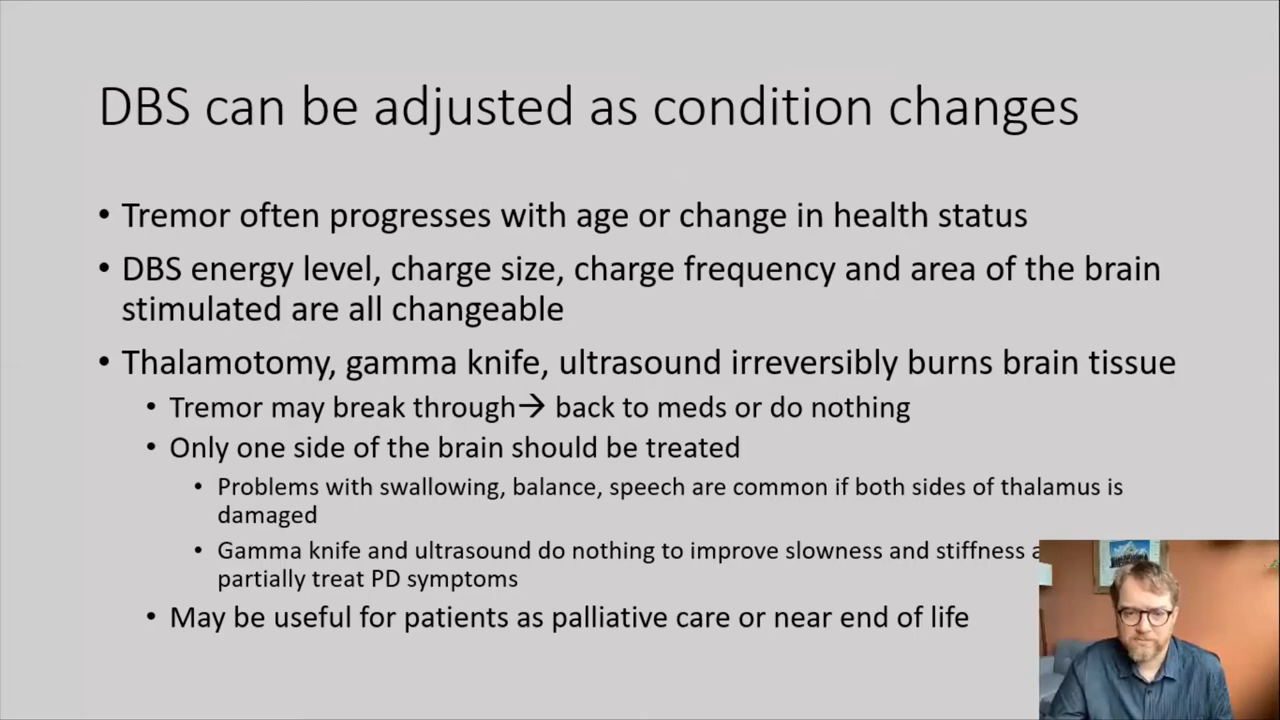 DBS can be adjusted as condition changes
• Tremor often progresses with age or change in health status
• DBS energy level, charge size, charge frequency and area of the brain
stimulated are all changeable
• Thalamotomy, gamma knife, ultrasound irreversibly burns brain tissue
• Tremor may break through→ back to meds or do nothing
• Only one side of the brain should be treated
• Problems with swallowing, balance, speech are common if both sides of thalamus is
damaged
• Gamma knife and ultrasound do nothing to improve slowness and stiffness
partially treat PD symptoms
• May be useful for patients as palliative care or near end of life